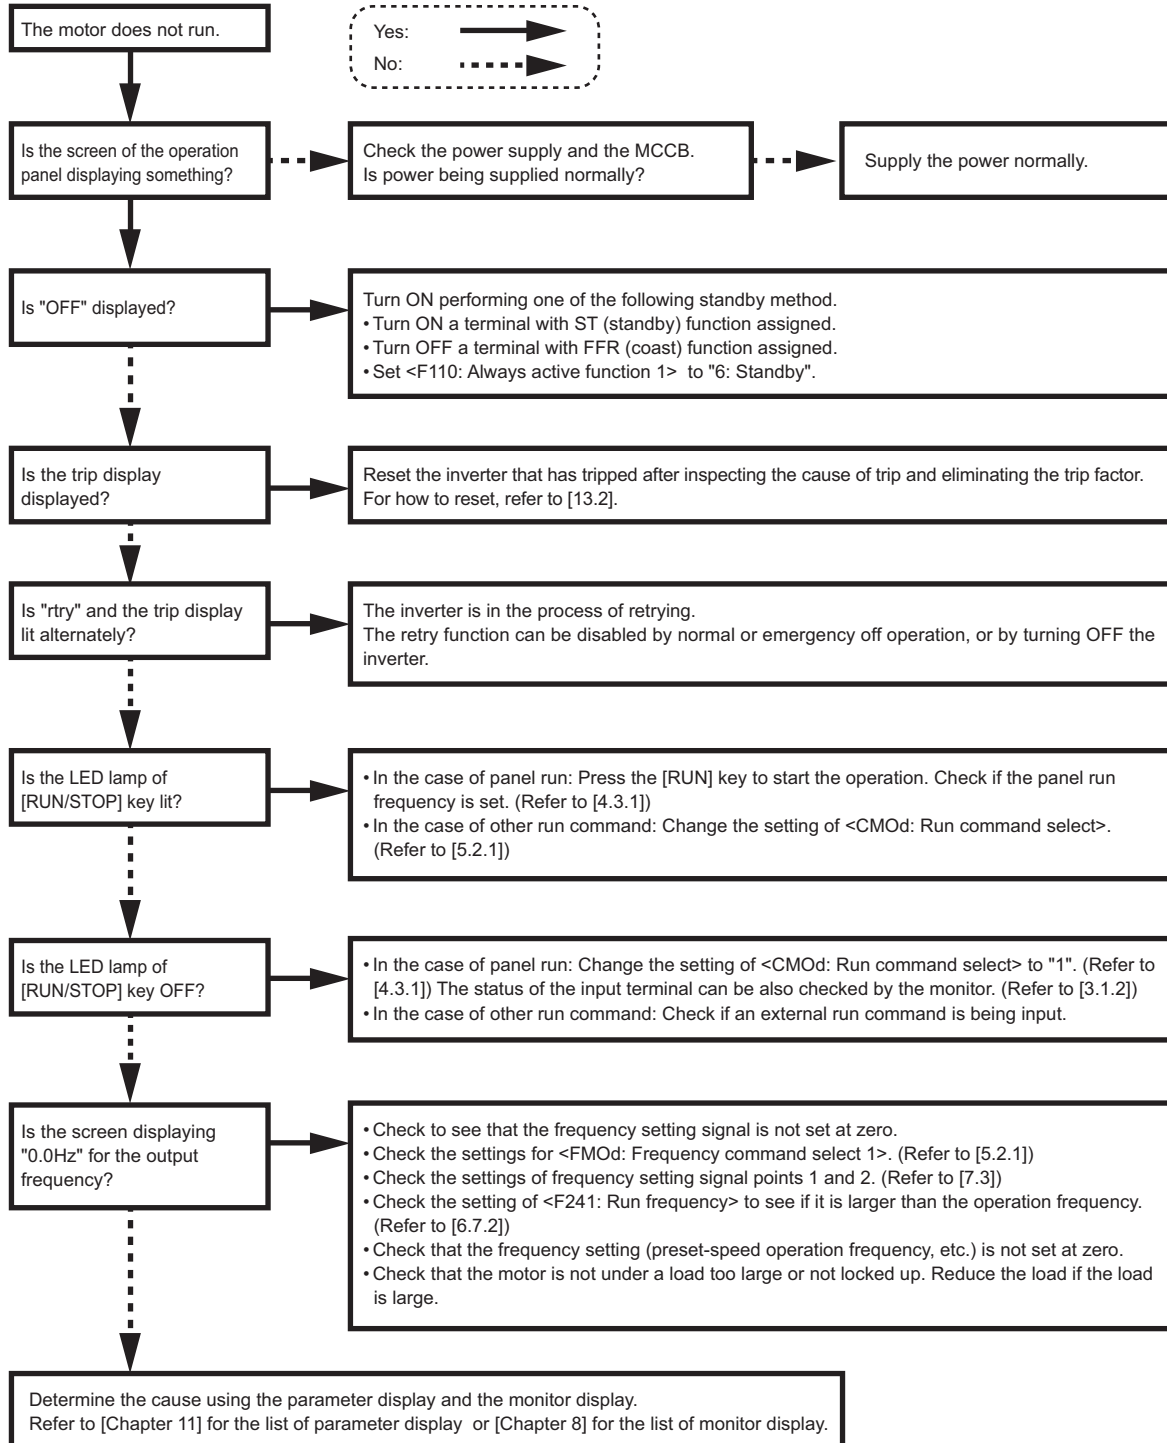 The motor does not run.
Yes:
No:
Is the screen of the operation
panel displaying something?
Check the power supply and the MCCB.
Is power being supplied normally?
Supply the power normally.
Is "OFF" displayed?
Turn ON performing one of the following standby method.
• Turn ON a terminal with ST (standby) function assigned.
• Turn OFF a terminal with FFR (coast) function assigned.
• Set <F110: Always active function 1> to "6: Standby".
Is the trip display
displayed?
Reset the inverter that has tripped after inspecting the cause of trip and eliminating the trip factor.
For how to reset, refer to [13.2].
Is "rtry" and the trip display
lit alternately?
The inverter is in the process of retrying.
The retry function can be disabled by normal or emergency off operation, or by turning OFF the
inverter.
Is the LED lamp of
[RUN/STOP] key lit?
• In the case of panel run: Press the [RUN] key to start the operation. Check if the panel run
frequency is set. (Refer to [4.3.1])
• In the case of other run command: Change the setting of <CMOd: Run command select>.
(Refer to [5.2.1])
Is the LED lamp of
[RUN/STOP] key OFF?
• In the case of panel run: Change the setting of <CMOd: Run command select> to "1". (Refer to
[4.3.1]) The status of the input terminal can be also checked by the monitor. (Refer to [3.1.2])
• In the case of other run command: Check if an external run command is being input.
Is the screen displaying
"0.0Hz" for the output
frequency?
• Check to see that the frequency setting signal is not set at zero.
• Check the settings for <FMOd: Frequency command select 1>. (Refer to [5.2.1])
• Check the settings of frequency setting signal points 1 and 2. (Refer to [7.3])
• Check the setting of <F241: Run frequency> to see if it is larger than the operation frequency.
(Refer to [6.7.2])
• Check that the frequency setting (preset-speed operation frequency, etc.) is not set at zero.
• Check that the motor is not under a load too large or not locked up. Reduce the load if the load
is large.
Determine the cause using the parameter display and the monitor display.
Refer to [Chapter 11] for the list of parameter display or [Chapter 8] for the list of monitor display.